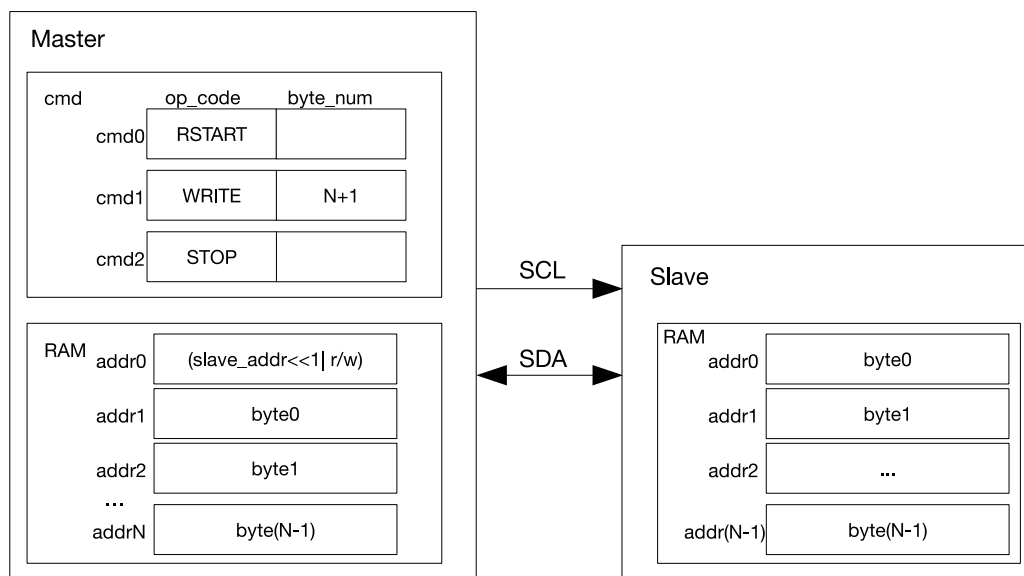 Master
cmd op_code byte_num
cmd0 RSTART
cmd1 WRITE N+1
cmd2 STOP
RAM
addr0 (slave_addr<<1| r/w)
addr1 byte0
addr2 byte1
...
addrN byte(N-1)
SCL
SDA
Slave
RAM
addr0 byte0
addr1 byte1
addr2 ...
addr(N-1) byte(N-1)